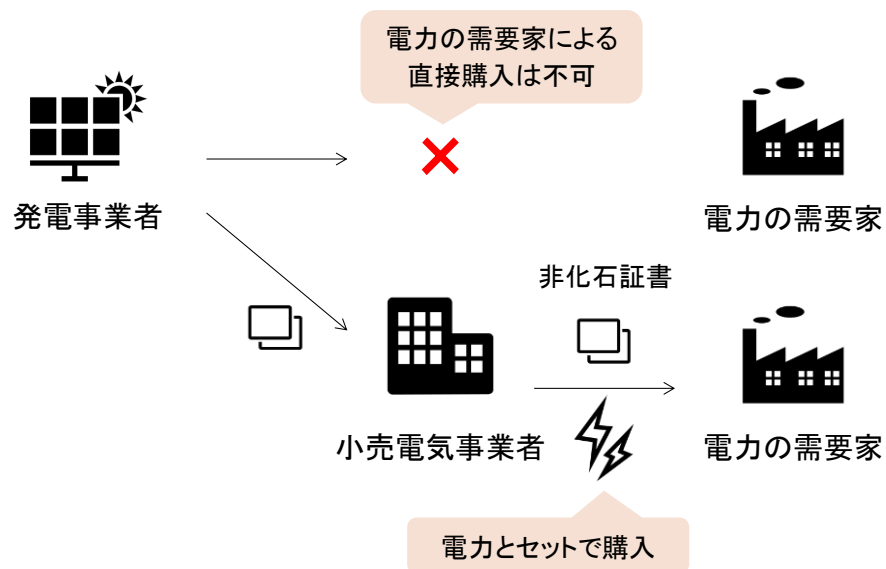 電力の需要家による
直接購入は不可
発電事業者
電力の需要家
非化石証書
小売電気事業者
電力の需要家
電力とセットで購入